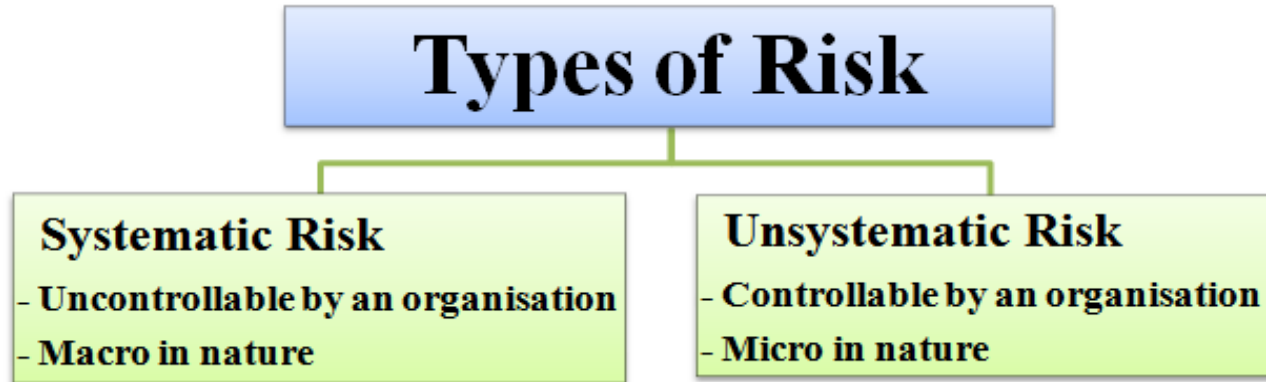 Types of Risk
Systematic Risk
- Uncontrollable by an organisation
- Macro in nature
Unsystematic Risk
- Controllable by an organisation
- Micro in nature